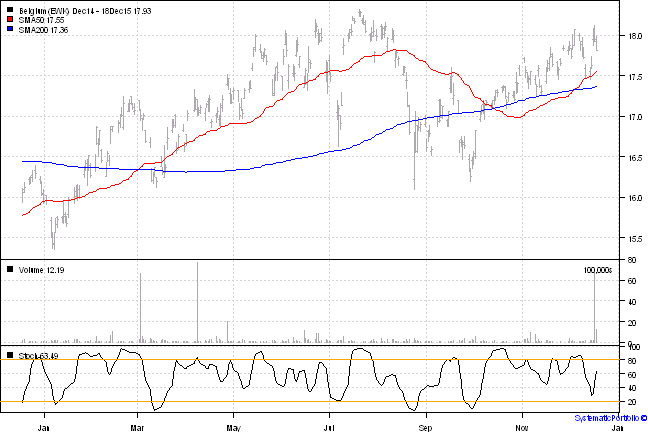 Belgium (EWK) Dec14 - 18Dec15 17.93
SMA50 17.55
SMA200 17.36
18.0
17.5
17.0
16.5
16.0
15.5
Volume 12.19
100,000s
80
60
40
20
0
Stoch 63.49
100
80
60
40
20
Jan Mar May Jul Sep Nov Jan
SystematicPortfolio ©